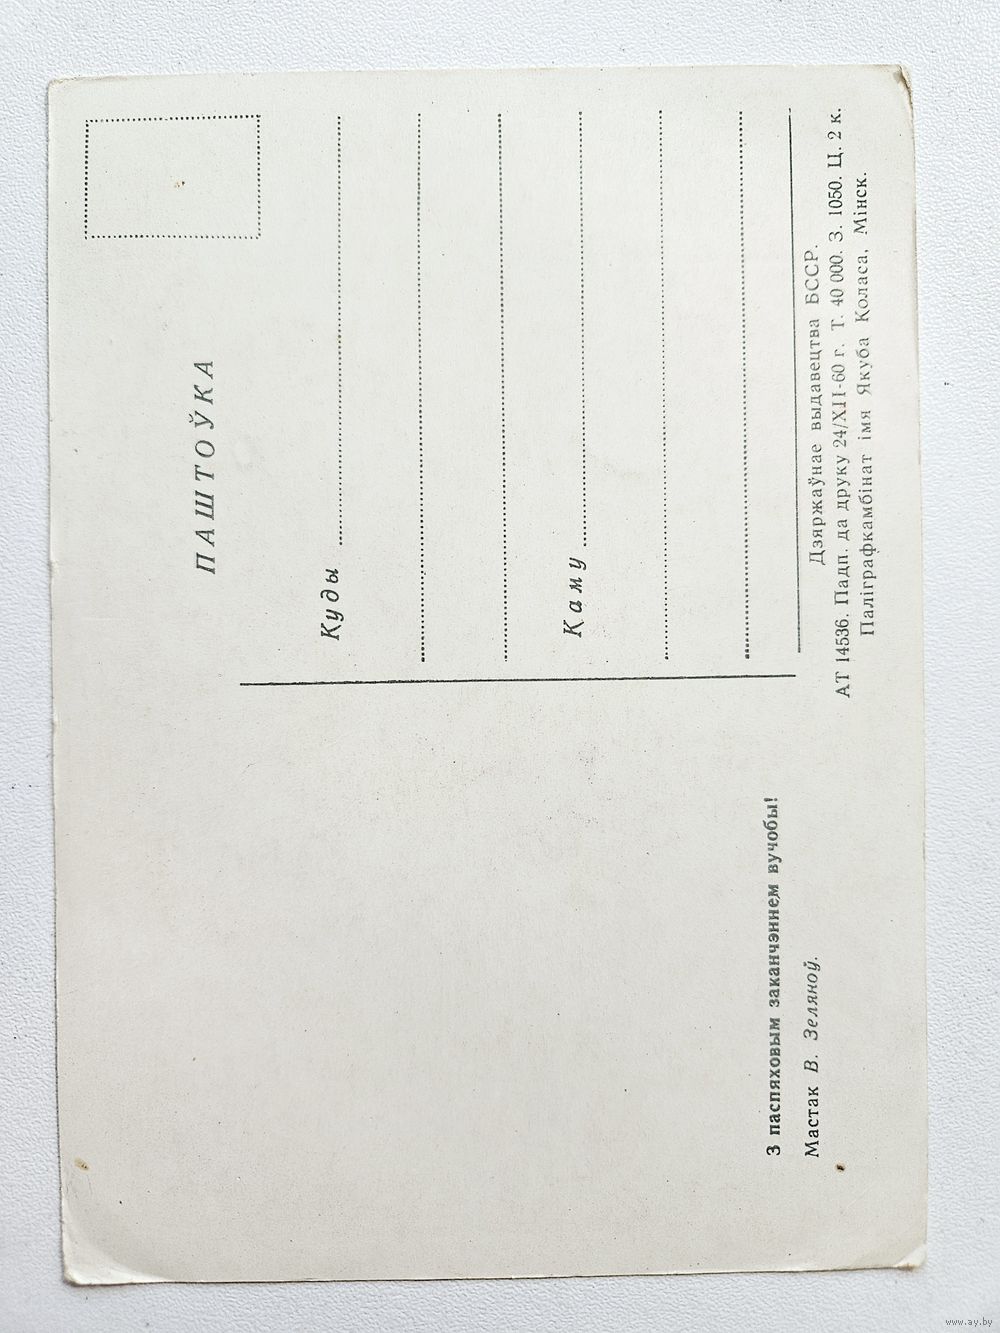 ПАШТОЎКА
Куды
Каму
З паспяховым заканчэннем вучобы!
Мастак В. Зеляноў.
Дзяржаўнае выдавецтва БССР.
АТ 14536. Падп. да друку 24/XII-60 г. Т. 40 000. З. 1050. Ц. 2 к.
Паліграфкамбінат імя Якуба Коласа, Мінск.
www.ay.by